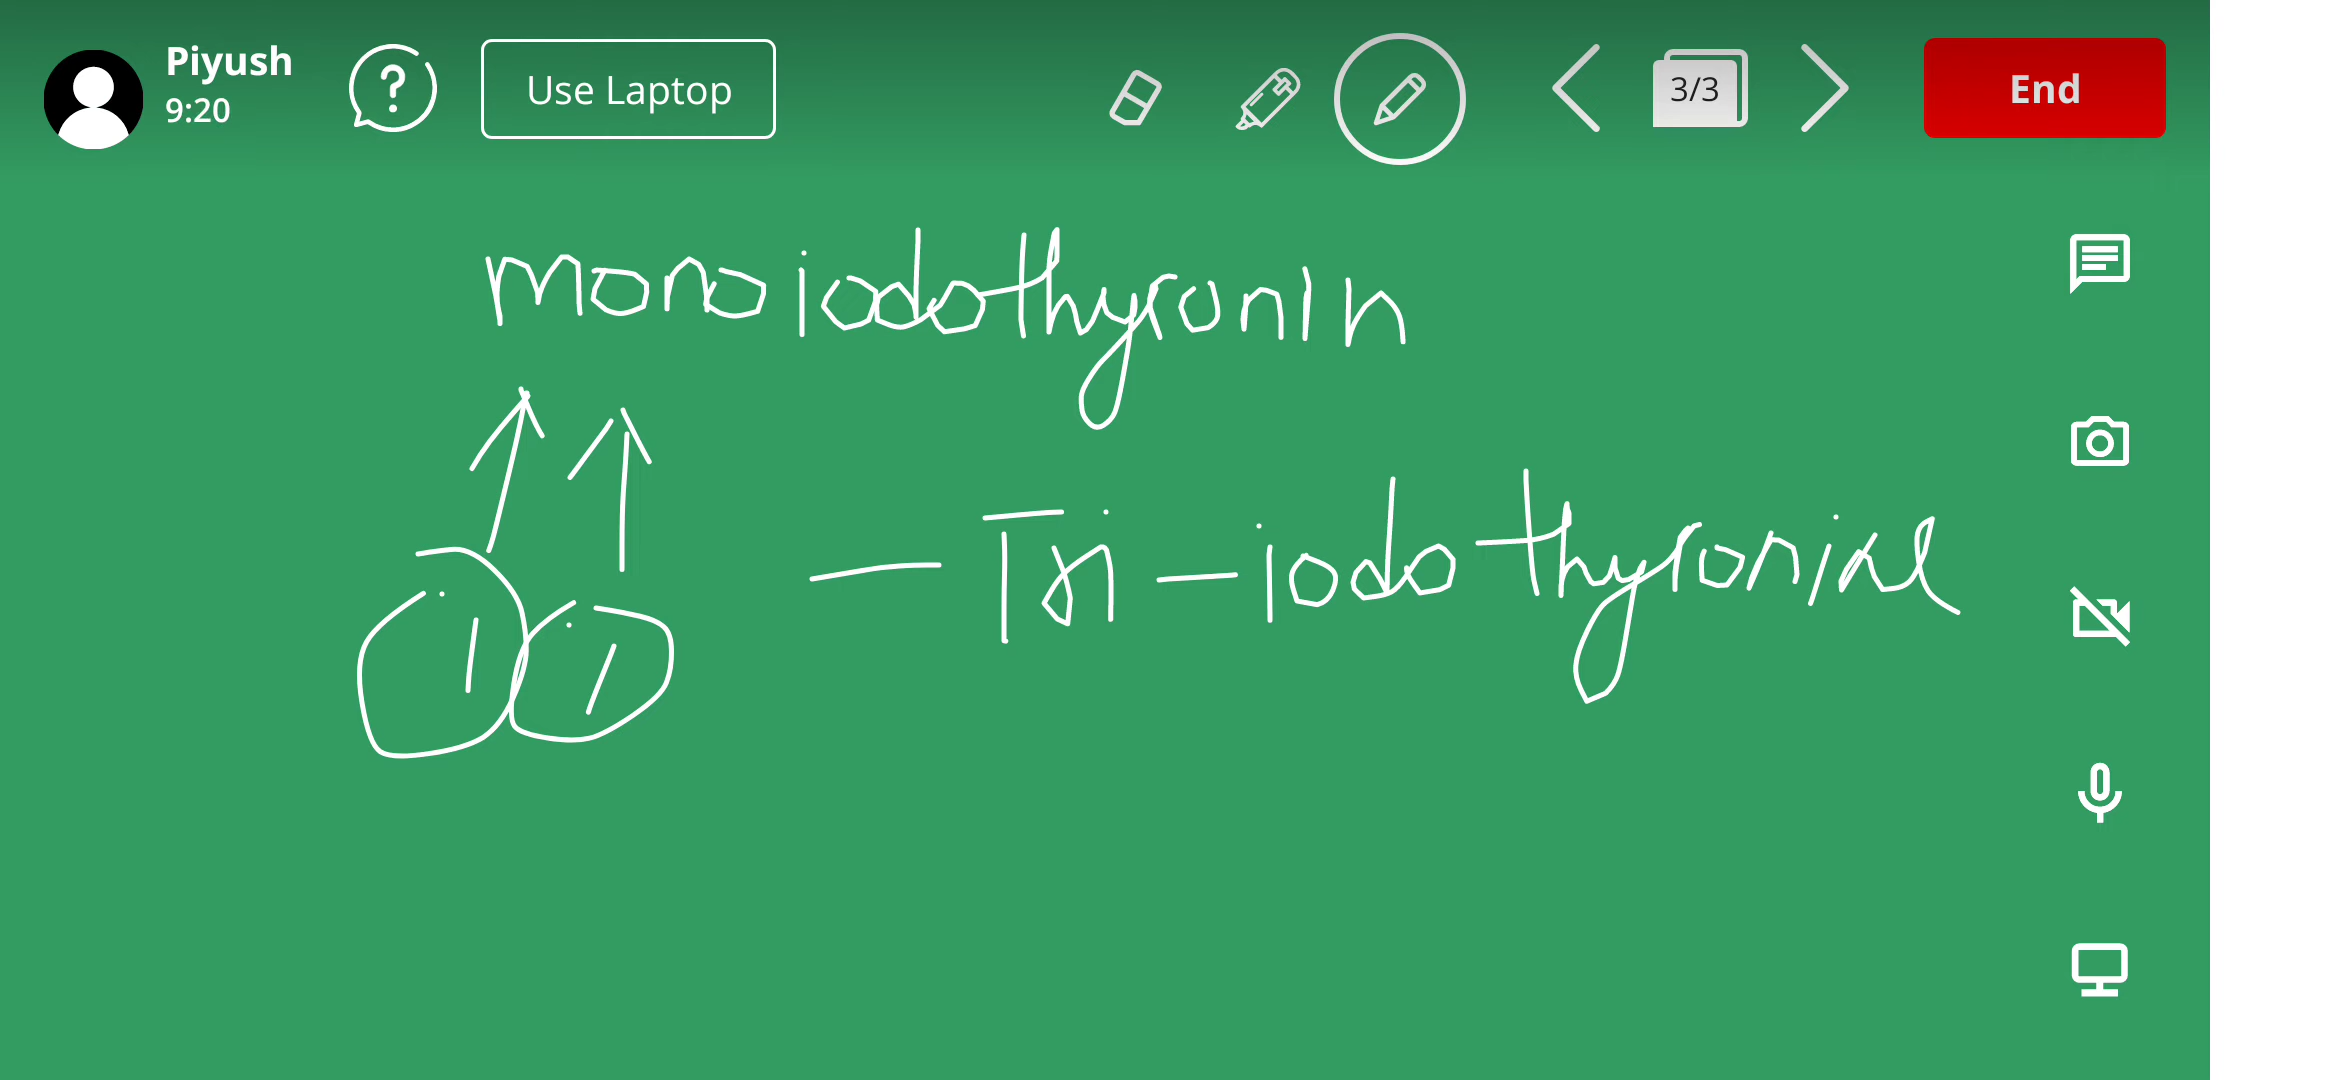 Piyush
9:20
Use Laptop
3/3
End
monoiodothyronin
i i — Tri-iodothyronine